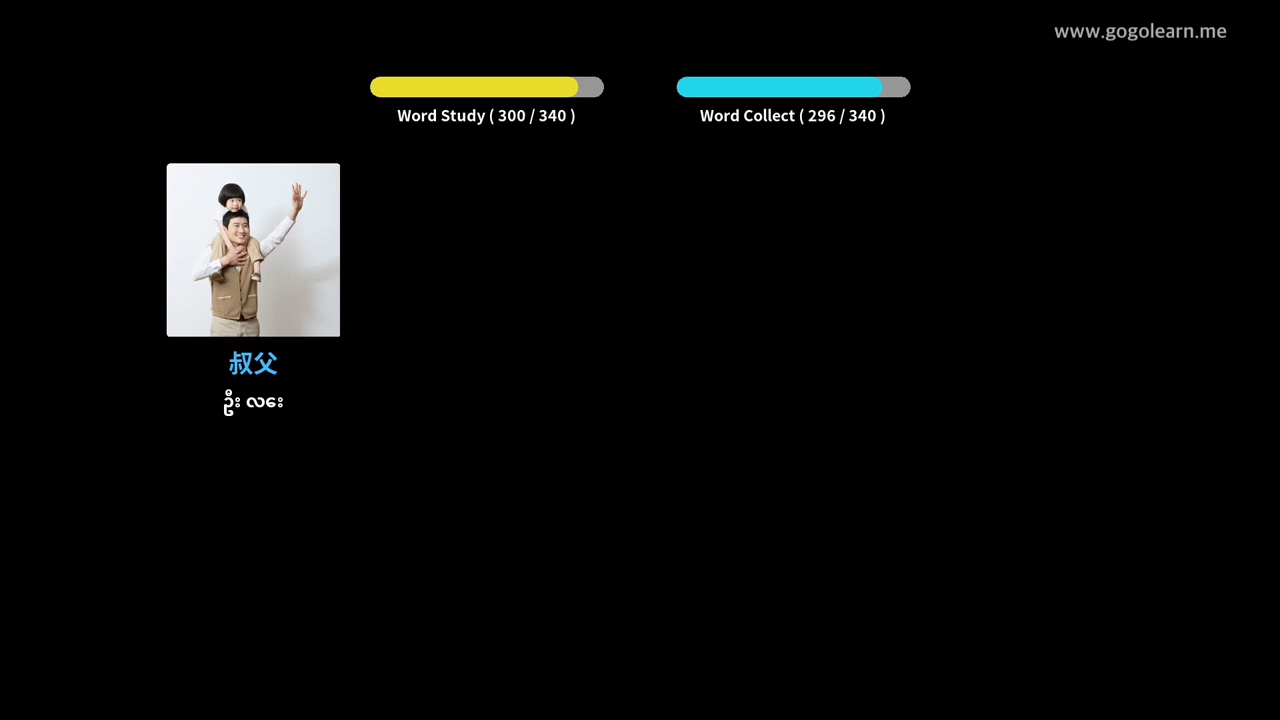 www.gogolearn.me
Word Study ( 300 / 340 )
Word Collect ( 296 / 340 )
叔父
ဦး လေး